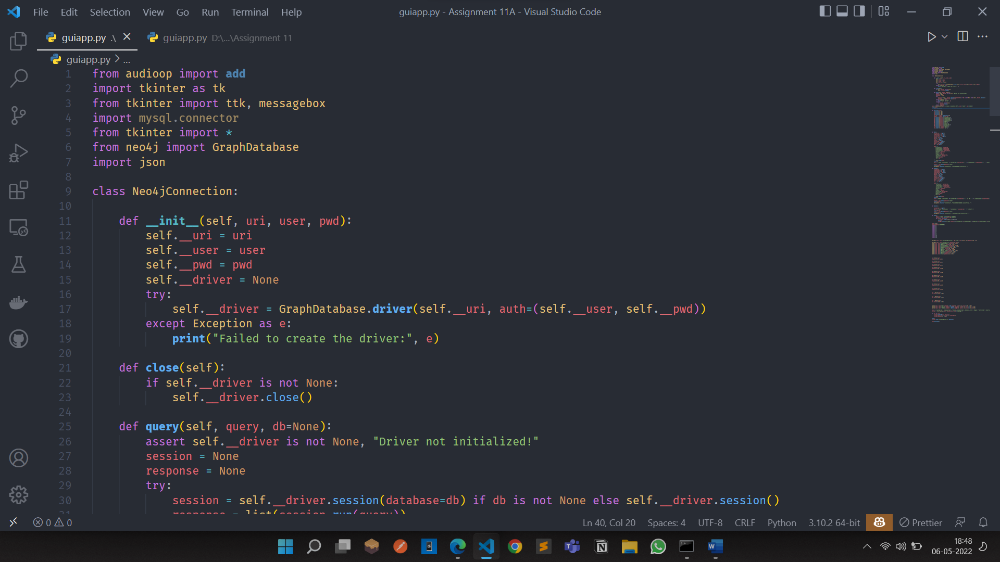 File Edit Selection View Go Run Terminal Help
guiapp.py - Assignment 11A - Visual Studio Code
guiapp.py .\
guiapp.py D:\...\Assignment 11
guiapp.py > ...
1 from audioop import add
2 import tkinter as tk
3 from tkinter import ttk, messagebox
4 import mysql.connector
5 from tkinter import *
6 from neo4j import GraphDatabase
7 import json
8
9 class Neo4jConnection:
10
11     def __init__(self, uri, user, pwd):
12         self.__uri = uri
13         self.__user = user
14         self.__pwd = pwd
15         self.__driver = None
16         try:
17             self.__driver = GraphDatabase.driver(self.__uri, auth=(self.__user, self.__pwd))
18         except Exception as e:
19             print("Failed to create the driver:", e)
20
21     def close(self):
22         if self.__driver is not None:
23             self.__driver.close()
24
25     def query(self, query, db=None):
26         assert self.__driver is not None, "Driver not initialized!"
27         session = None
28         response = None
29         try:
30             session = self.__driver.session(database=db) if db is not None else self.__driver.session()
31             response = list(session.run(query))
0 0
Ln 40, Col 20 Spaces: 4 UTF-8 CRLF Python 3.10.2 64-bit Prettier
18:48
06-05-2022